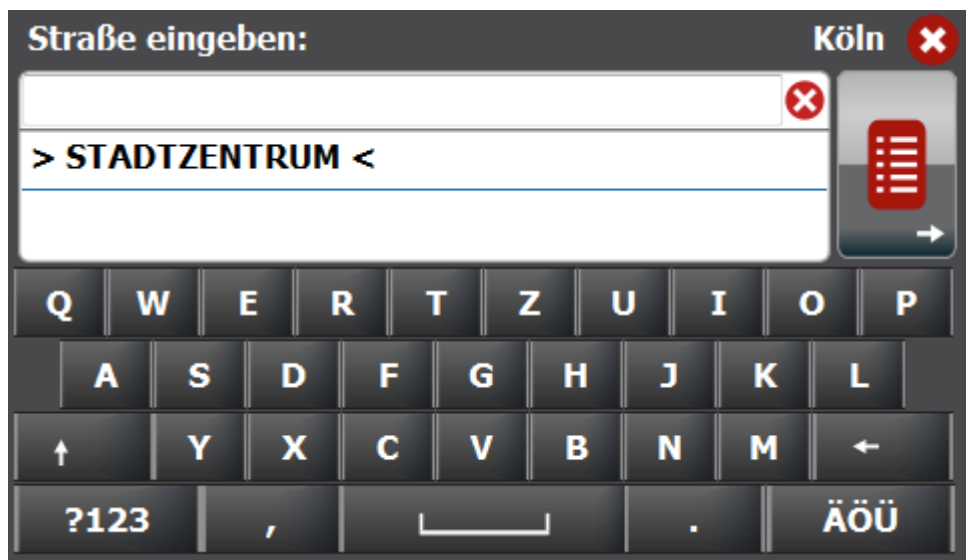 Straße eingeben: Köln
> STADTZENTRUM <
Q W E R T Z U I O P
A S D F G H J K L
Y X C V B N M
?123 , . ÄÖÜ